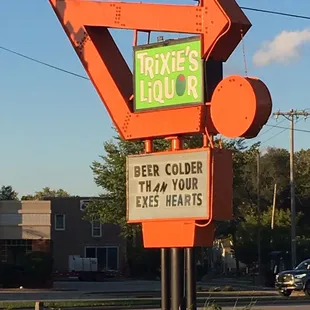 TRiXiE'S
LiQUOR
BEER COLDER
THAN YOUR
EXES HEARTS